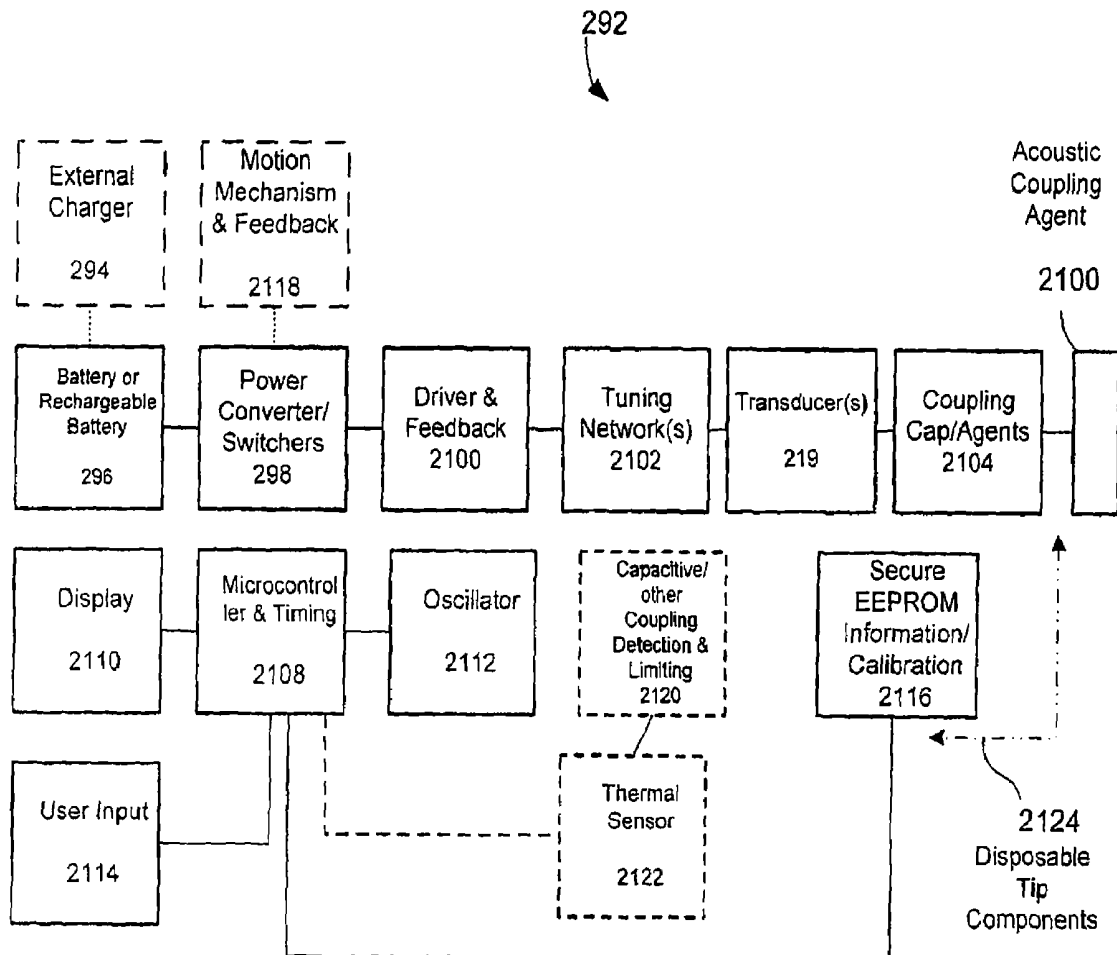 292
External
Charger
294
Motion
Mechanism
& Feedback
2118
Acoustic
Coupling
Agent
2100
Battery or
Rechargeable
Battery
296
Power
Converter/
Switchers
298
Driver &
Feedback
2100
Tuning
Network(s)
2102
Transducer(s)
219
Coupling
Cap/Agents
2104
Display
2110
Microcontrol
ler & Timing
2108
Oscillator
2112
Capacitive/
other
Coupling
Detection &
Limiting
2120
Secure
EEPROM
Information/
Calibration
2116
User Input
2114
Thermal
Sensor
2122
2124
Disposable
Tip
Components